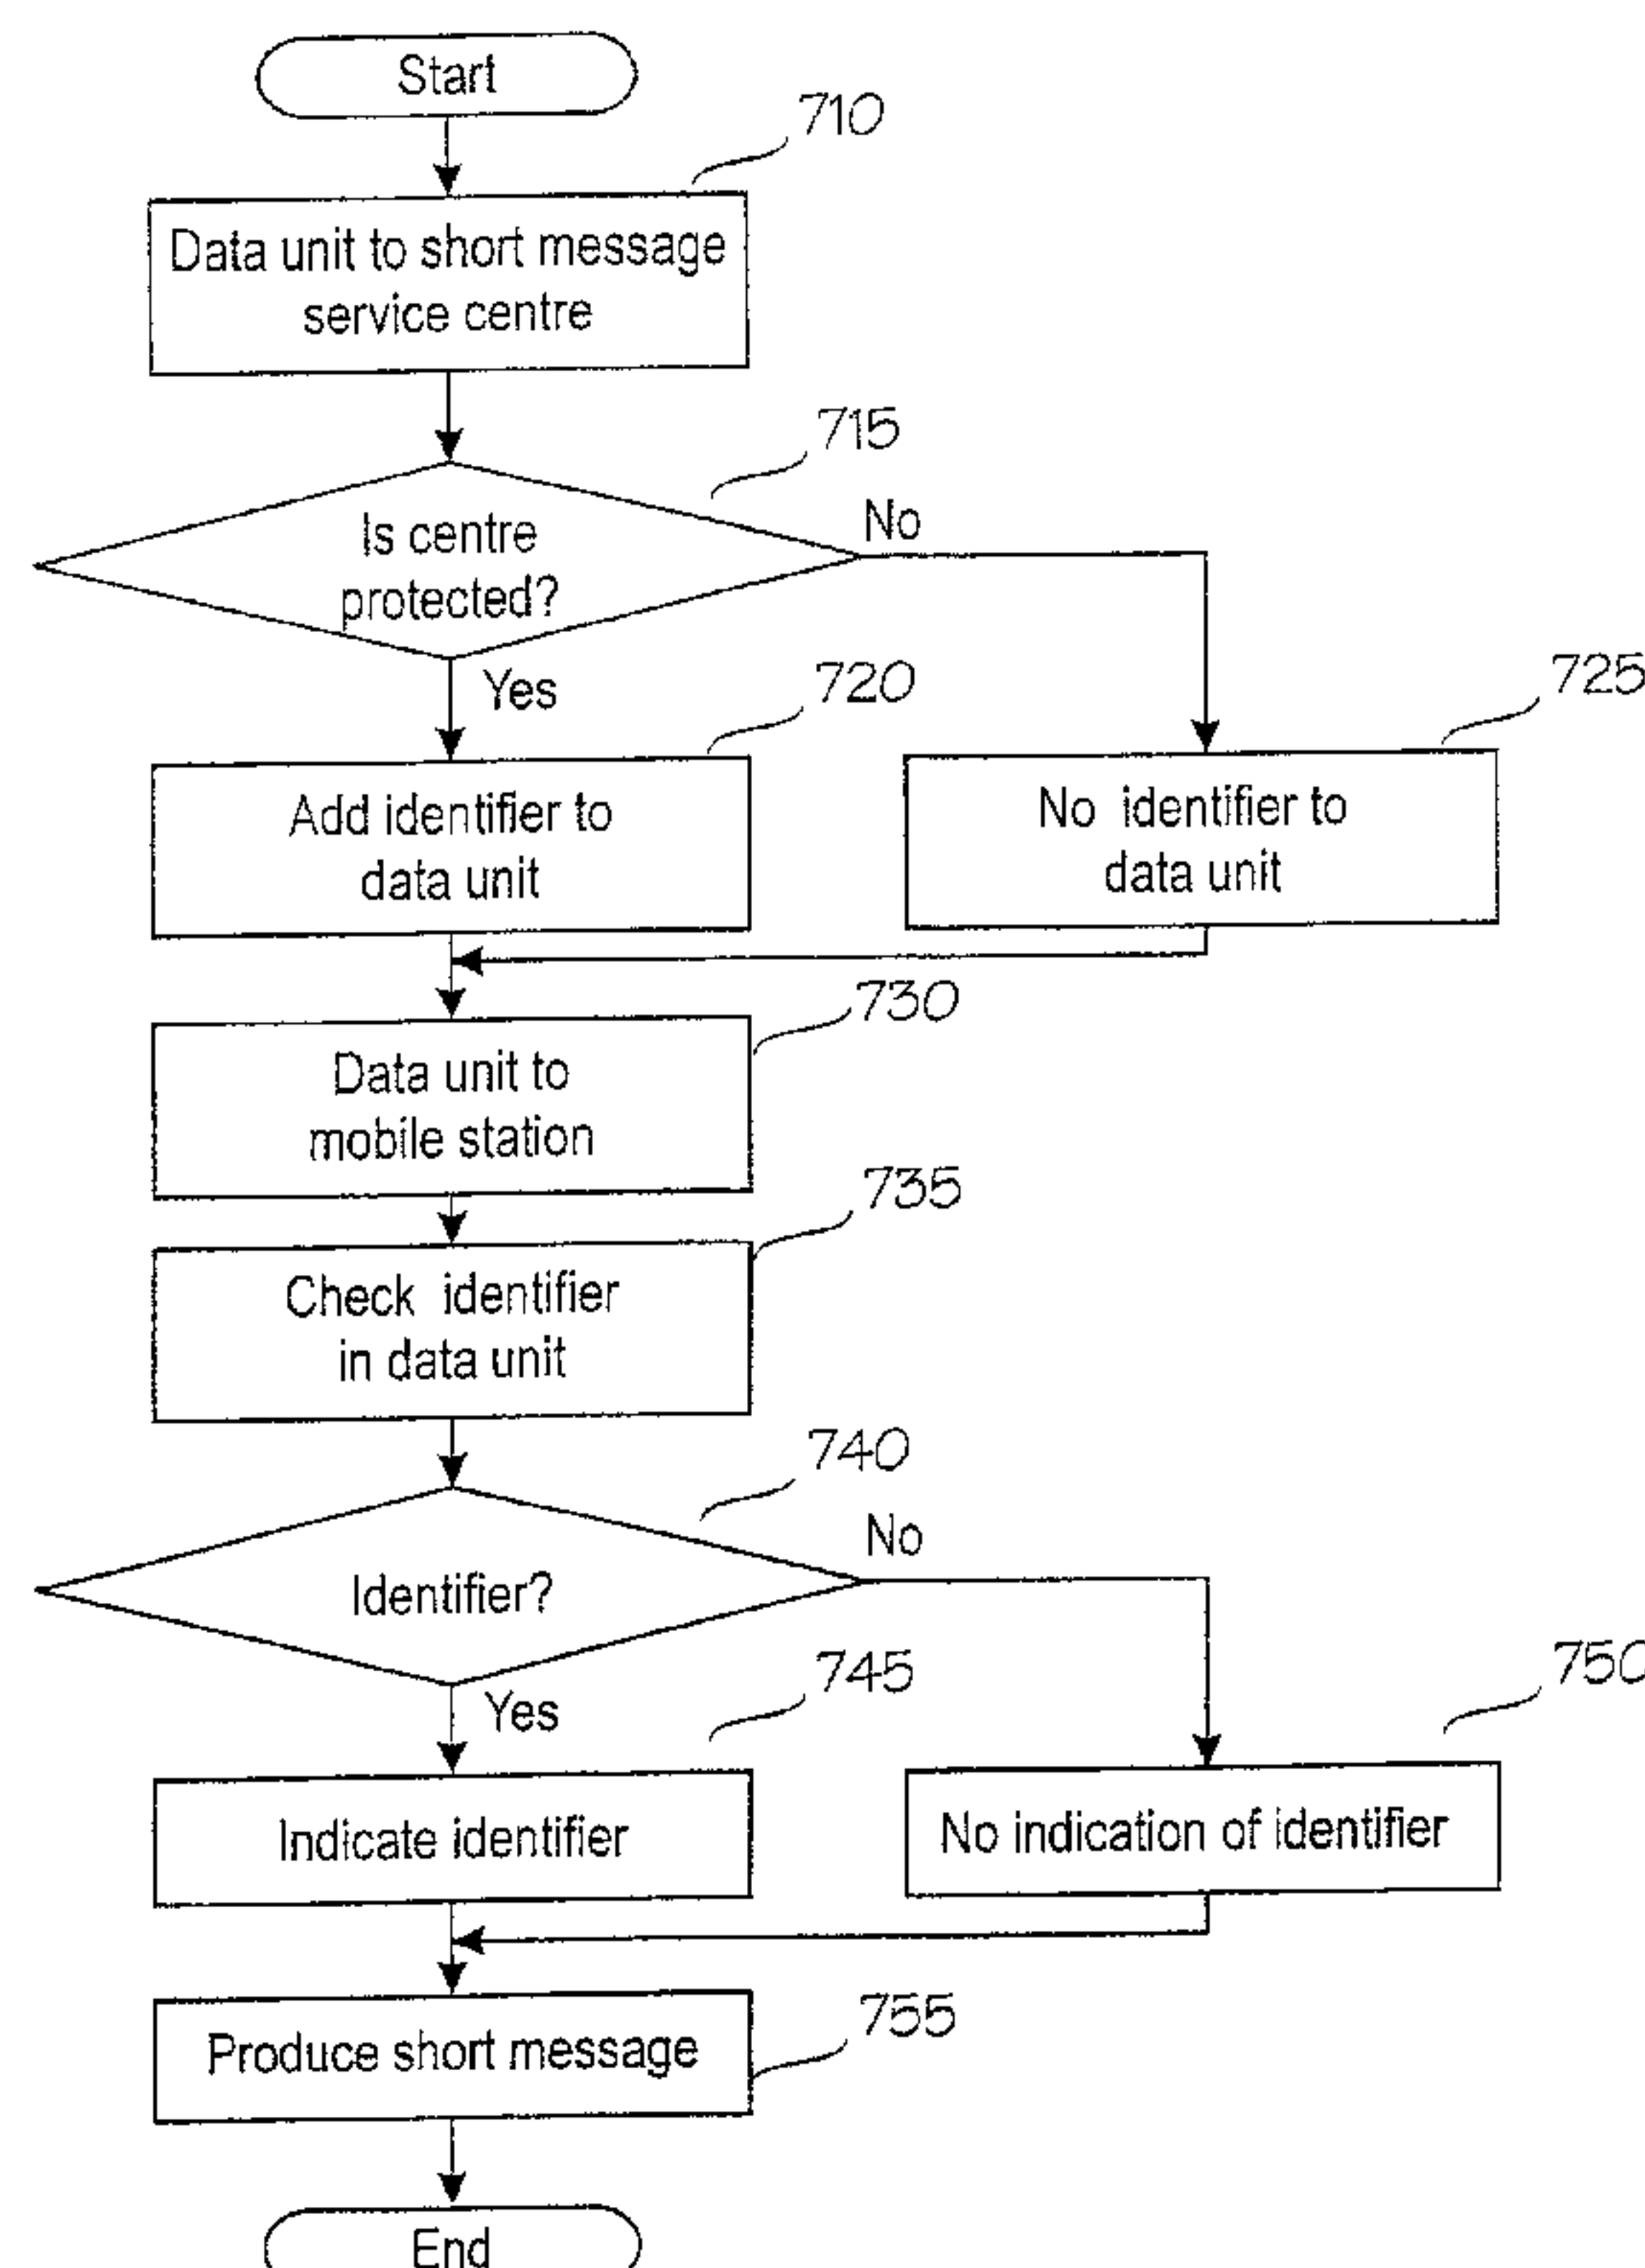 Start
710
Data unit to short message
service centre
715
Is centre
protected?
No
Yes
720
725
Add identifier to
data unit
No identifier to
data unit
730
Data unit to
mobile station
735
Check identifier
in data unit
740
No
Identifier?
Yes
745
750
Indicate identifier
No indication of identifier
755
Produce short message
End